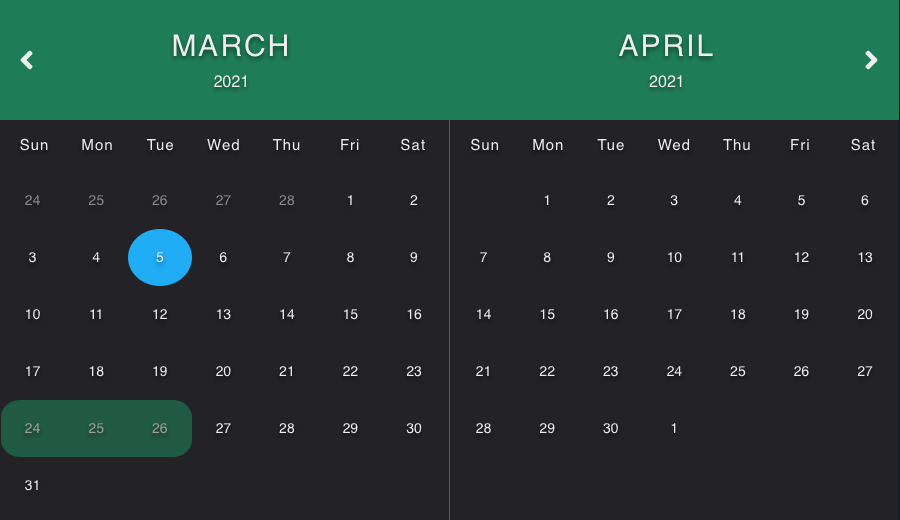 MARCH
2021
Sun Mon Tue Wed Thu Fri Sat
24 25 26 27 28 1 2
3 4 5 6 7 8 9
10 11 12 13 14 15 16
17 18 19 20 21 22 23
24 25 26 27 28 29 30
31
APRIL
2021
Sun Mon Tue Wed Thu Fri Sat
1 2 3 4 5 6
7 8 9 10 11 12 13
14 15 16 17 18 19 20
21 22 23 24 25 26 27
28 29 30 1